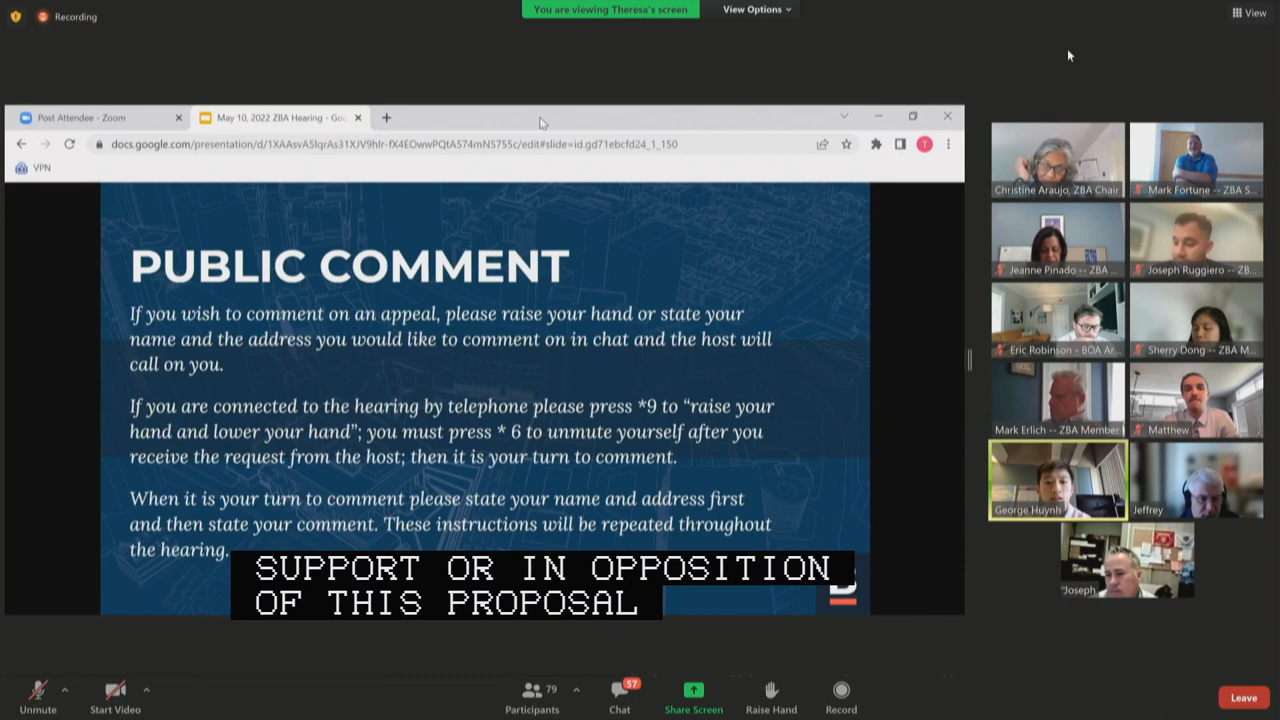 Recording
You are viewing Theresa's screen
View Options
View
Post Attendee - Zoom
May 10, 2022 ZBA Hearing - Goo
docs.google.com/presentation/d/1XAAsvA5lqrAs31XJV9hIr-fX4EOwwPQtA574mN5755c/edit#slide=id.gd71ebcfd24_1_150
T
VPN
PUBLIC COMMENT
If you wish to comment on an appeal, please raise your hand or state your
name and the address you would like to comment on in chat and the host will
call on you.
If you are connected to the hearing by telephone please press *9 to “raise your
hand and lower your hand”; you must press * 6 to unmute yourself after you
receive the request from the host; then it is your turn to comment.
When it is your turn to comment please state your name and address first
and then state your comment. These instructions will be repeated throughout
the hearing.
SUPPORT OR IN OPPOSITION
OF THIS PROPOSAL
Christine Araujo, ZBA Chair
Mark Fortune -- ZBA S...
Jeanne Pinado -- ZBA ...
Joseph Ruggiero -- ZB...
Eric Robinson - BOA Ar...
Sherry Dong -- ZBA M...
Mark Erlich -- ZBA Member
Matthew
George Huynh
Jeffrey
Joseph
Unmute
Start Video
79
Participants
57
Chat
Share Screen
Raise Hand
Record
Leave